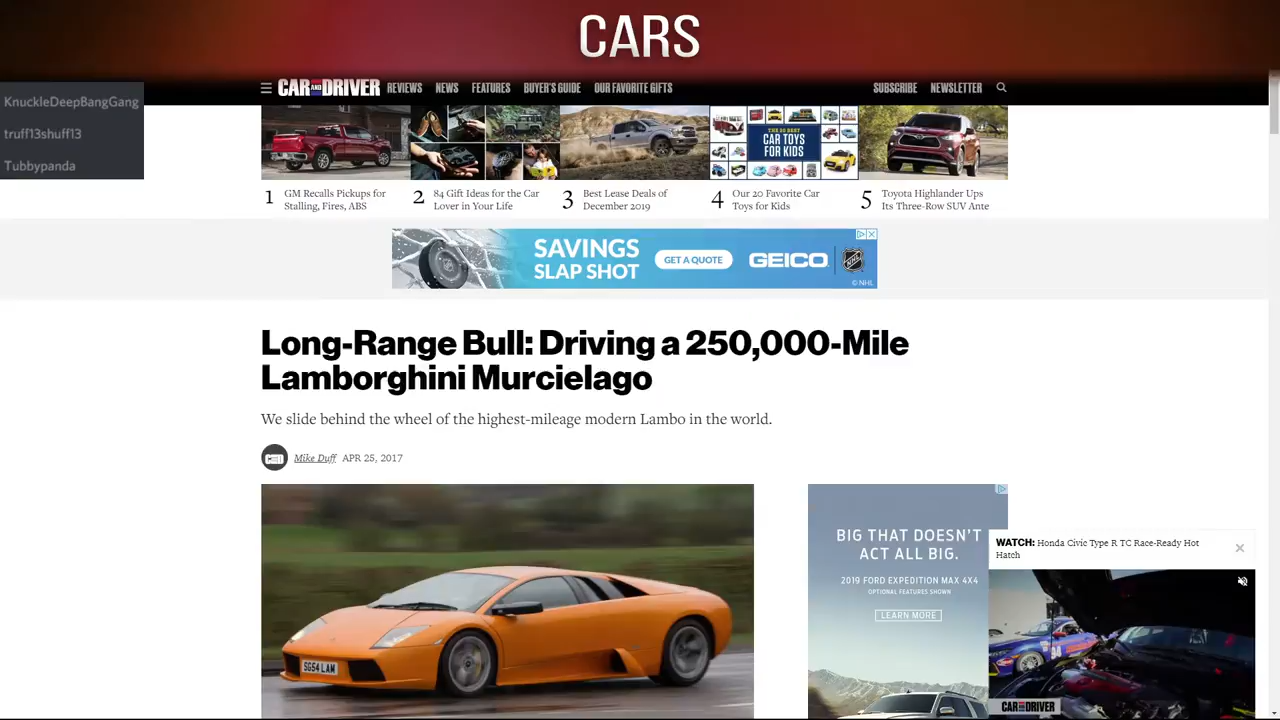 CARS
KnuckleDeepBangGang
truff13shuff13
Tabbypanda
CAR AND DRIVER REVIEWS NEWS FEATURES BUYER'S GUIDE OUR FAVORITE GIFTS SUBSCRIBE NEWSLETTER
THE 20 BEST
CAR TOYS
FOR KIDS
1 GM Recalls Pickups for
Stalling, Fires, ABS
2 84 Gift Ideas for the Car
Lover in Your Life
3 Best Lease Deals of
December 2019
4 Our 20 Favorite Car
Toys for Kids
5 Toyota Highlander Ups
Its Three-Row SUV Ante
SAVINGS
SLAP SHOT
GET A QUOTE
GEICO
NHL
© NHL
Long-Range Bull: Driving a 250,000-Mile
Lamborghini Murcielago
We slide behind the wheel of the highest-mileage modern Lambo in the world.
Mike Duff APR 25, 2017
SG54 LAM
BIG THAT DOESN'T
ACT ALL BIG.
2019 FORD EXPEDITION MAX 4X4
OPTIONAL FEATURES SHOWN
LEARN MORE
WATCH: Honda Civic Type R TC Race-Ready Hot
Hatch
CAR AND DRIVER